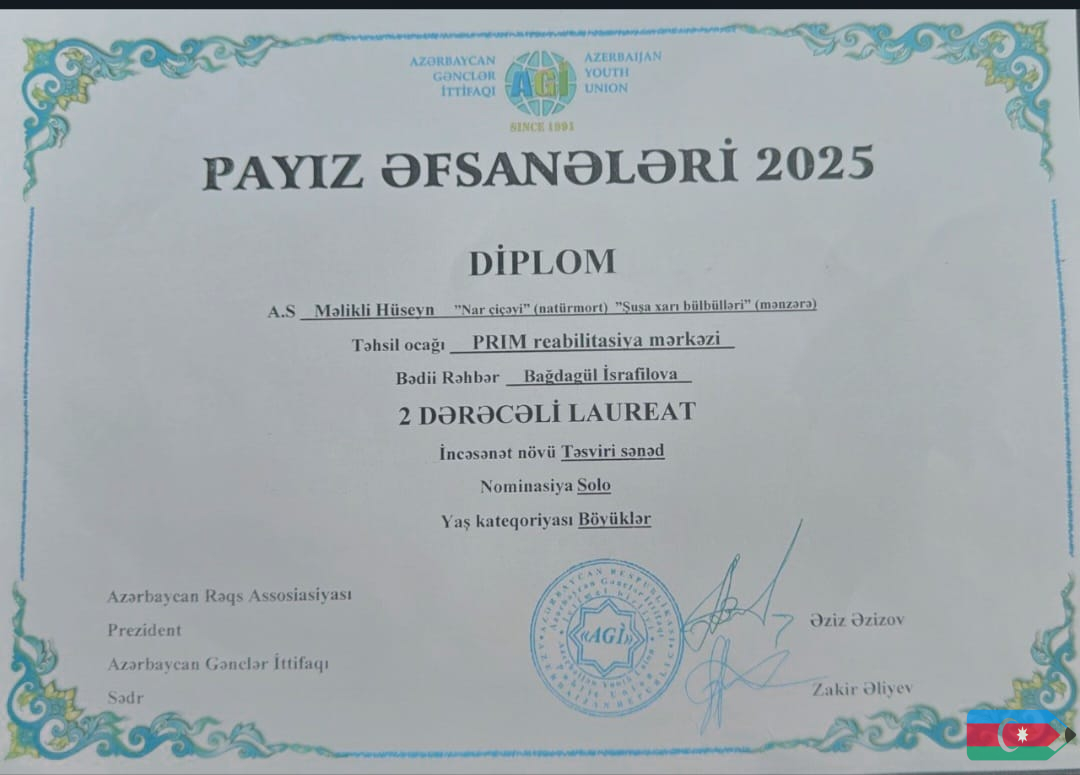 AZƏRBAYCAN
GƏNCLƏR
İTTİFAQI
AGİ
AZERBAIJAN
YOUTH
UNION
SINCE 1991
PAYIZ ƏFSANƏLƏRİ 2025
DİPLOM
A.S Məlikli Hüseyn ”Nar çiçəyi” (natürmort) ”Şuşa xarı bülbülləri” (mənzərə)
Təhsil ocağı PRIM reabilitasiya mərkəzi
Bədii Rəhbər Bağdagül İsrafilova
2 DƏRƏCƏLİ LAUREAT
İncəsənət növü Təsviri sənəd
Nominasiya Solo
Yaş kateqoriyası Böyüklər
Azərbaycan Rəqs Assosiasiyası
Prezident
Azərbaycan Gənclər İttifaqı
Sədr
«AGİ»
Əziz Əzizov
Zakir Əliyev